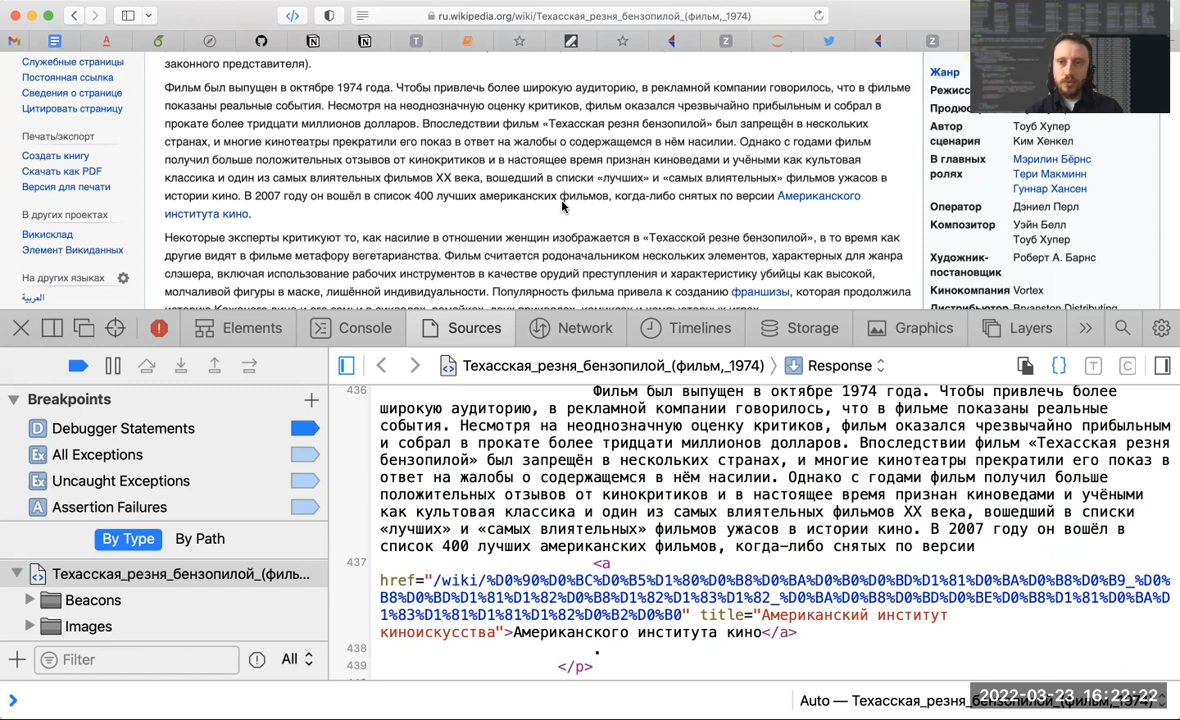 ru.wikipedia.org/wiki/Техасская_резня_бензопилой_(фильм,_1974)
Служебные страницы
Постоянная ссылка
Сведения о странице
Цитировать страницу
Печать/экспорт
Создать книгу
Скачать как PDF
Версия для печати
В других проектах
Викисклад
Элемент Викиданных
На других языках
العربية
законного представителя).
Фильм был выпущен в октябре 1974 года. Чтобы привлечь более широкую аудиторию, в рекламной компании говорилось, что в фильме
показаны реальные события. Несмотря на неоднозначную оценку критиков, фильм оказался чрезвычайно прибыльным и собрал в
прокате более тридцати миллионов долларов. Впоследствии фильм «Техасская резня бензопилой» был запрещён в нескольких
странах, и многие кинотеатры прекратили его показ в ответ на жалобы о содержащемся в нём насилии. Однако с годами фильм
получил больше положительных отзывов от кинокритиков и в настоящее время признан киноведами и учёными как культовая
классика и один из самых влиятельных фильмов XX века, вошедший в списки «лучших» и «самых влиятельных» фильмов ужасов в
истории кино. В 2007 году он вошёл в список 400 лучших американских фильмов, когда-либо снятых по версии Американского
института кино.
Некоторые эксперты критикуют то, как насилие в отношении женщин изображается в «Техасской резне бензопилой», в то время как
другие видят в фильме метафору вегетарианства. Фильм считается родоначальником нескольких элементов, характерных для жанра
слэшера, включая использование рабочих инструментов в качестве орудий преступления и характеристику убийцы как высокой,
молчаливой фигуры в маске, лишённой индивидуальности. Популярность фильма привела к созданию франшизы, которая продолжила
Жанр
Режисс
Продюс
Автор сценария
Тоуб Хупер
Ким Хенкел
В главных ролях
Мэрилин Бёрнс
Тери Макминн
Гуннар Хансен
Оператор
Дэниел Перл
Композитор
Уэйн Белл
Тоуб Хупер
Художник-постановщик
Роберт А. Барнс
Кинокомпания
Vortex
Дистрибьютор
Bryanston Distributing
Elements
Console
Sources
Network
Timelines
Storage
Graphics
Layers
Техасская_резня_бензопилой_(фильм,_1974)
Response
Breakpoints
Debugger Statements
All Exceptions
Uncaught Exceptions
Assertion Failures
By Type
By Path
Техасская_резня_бензопилой_(филь...
Beacons
Images
Filter
All
436 Фильм был выпущен в октябре 1974 года. Чтобы привлечь более
широкую аудиторию, в рекламной компании говорилось, что в фильме показаны реальные
события. Несмотря на неоднозначную оценку критиков, фильм оказался чрезвычайно прибыльным
и собрал в прокате более тридцати миллионов долларов. Впоследствии фильм «Техасская резня
бензопилой» был запрещён в нескольких странах, и многие кинотеатры прекратили его показ в
ответ на жалобы о содержащемся в нём насилии. Однако с годами фильм получил больше
положительных отзывов от кинокритиков и в настоящее время признан киноведами и учёными
как культовая классика и один из самых влиятельных фильмов XX века, вошедший в списки
«лучших» и «самых влиятельных» фильмов ужасов в истории кино. В 2007 году он вошёл в
список 400 лучших американских фильмов, когда-либо снятых по версии
437 <a
href="/wiki/%D0%90%D0%BC%D0%B5%D1%80%D0%B8%D0%BA%D0%B0%D0%BD%D1%81%D0%BA%D0%B8%D0%B9_%D0%
B8%D0%BD%D1%81%D1%82%D0%B8%D1%82%D1%83%D1%82_%D0%BA%D0%B8%D0%BD%D0%BE%D0%B8%D1%81%D0%BA%D
1%83%D1%81%D1%81%D1%82%D0%B2%D0%B0" title="Американский институт
киноискусства">Американского института кино</a>
438 .
439 </p>
Auto — Техасская_резня_бензопилой_(фильм,_1974)
2022-03-23 16:22:22